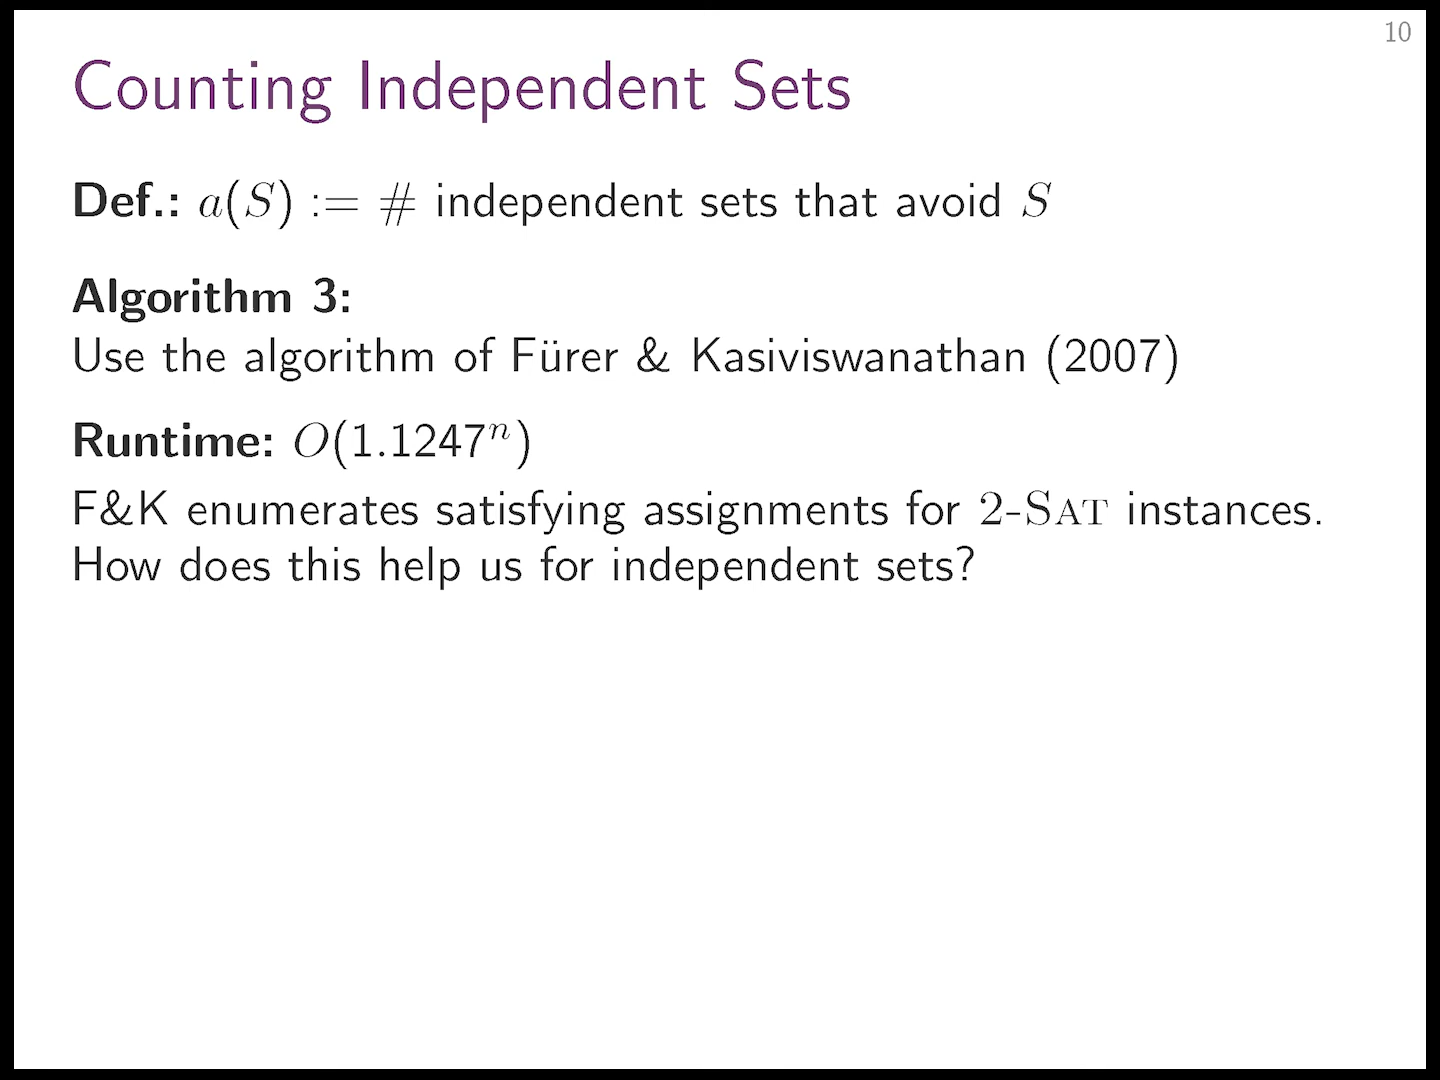 10
Counting Independent Sets
Def.: a(S) := # independent sets that avoid S
Algorithm 3:
Use the algorithm of Fürer & Kasiviswanathan (2007)
Runtime: O(1.1247ⁿ)
F&K enumerates satisfying assignments for 2-SAT instances.
How does this help us for independent sets?